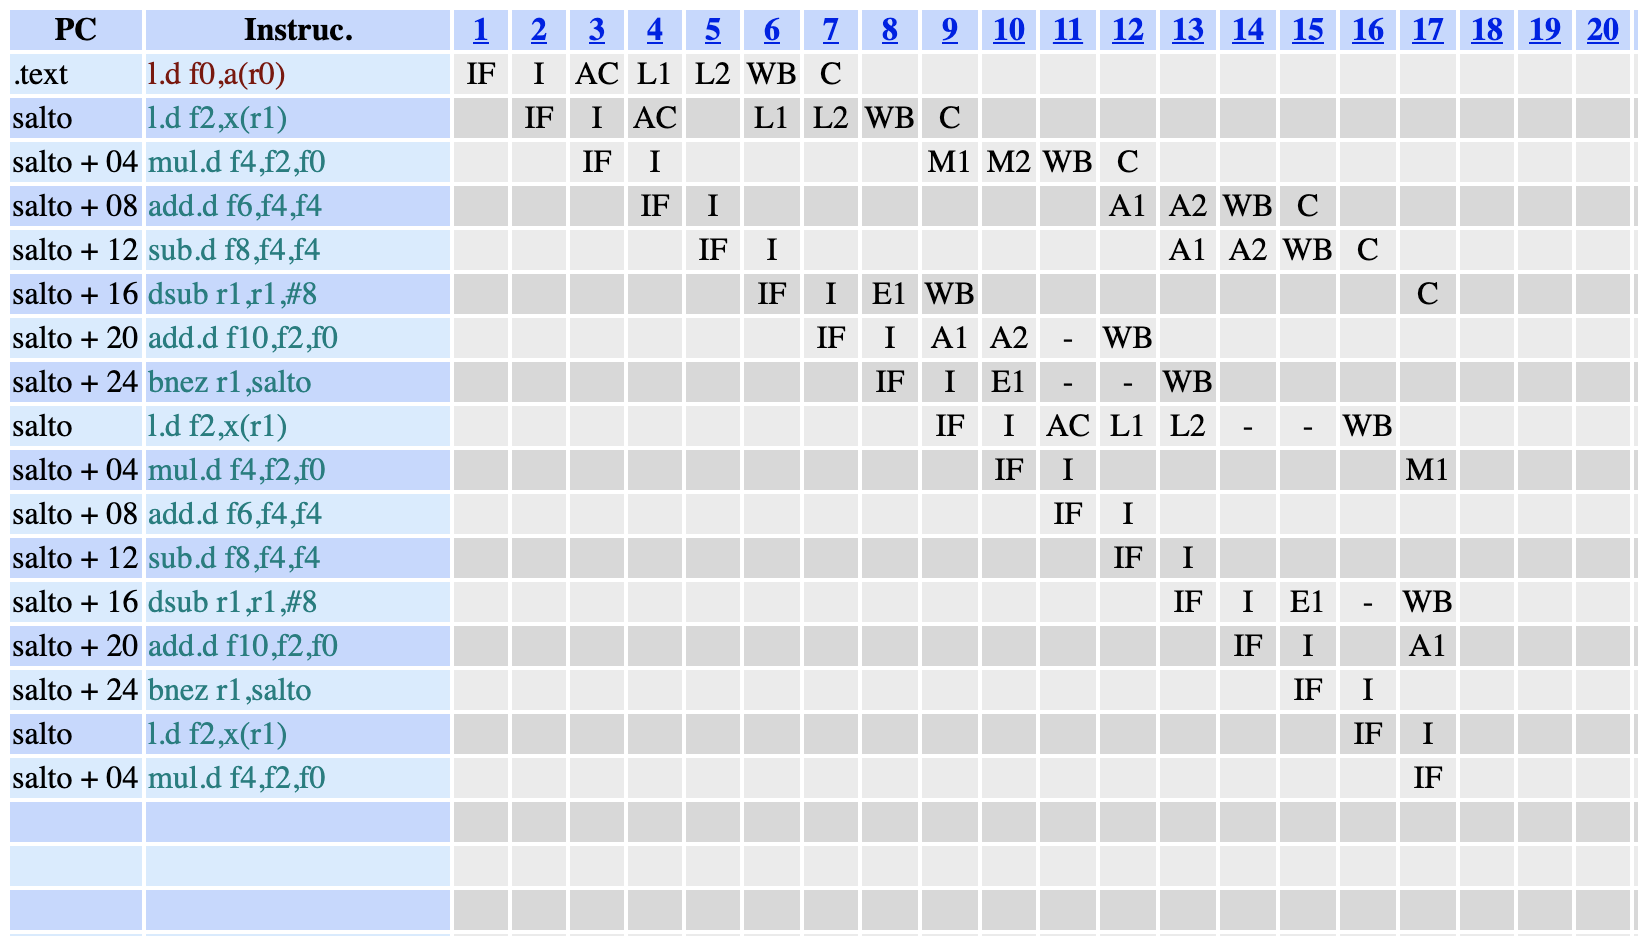 PC Instruc. 1 2 3 4 5 6 7 8 9 10 11 12 13 14 15 16 17 18 19 20
.text l.d f0,a(r0) IF I AC L1 L2 WB C
salto l.d f2,x(r1) IF I AC L1 L2 WB C
salto + 04 mul.d f4,f2,f0 IF I M1 M2 WB C
salto + 08 add.d f6,f4,f4 IF I A1 A2 WB C
salto + 12 sub.d f8,f4,f4 IF I A1 A2 WB C
salto + 16 dsub r1,r1,#8 IF I E1 WB C
salto + 20 add.d f10,f2,f0 IF I A1 A2 - WB
salto + 24 bnez r1,salto IF I E1 - - WB
salto l.d f2,x(r1) IF I AC L1 L2 - - WB
salto + 04 mul.d f4,f2,f0 IF I M1
salto + 08 add.d f6,f4,f4 IF I
salto + 12 sub.d f8,f4,f4 IF I
salto + 16 dsub r1,r1,#8 IF I E1 - WB
salto + 20 add.d f10,f2,f0 IF I A1
salto + 24 bnez r1,salto IF I
salto l.d f2,x(r1) IF I
salto + 04 mul.d f4,f2,f0 IF